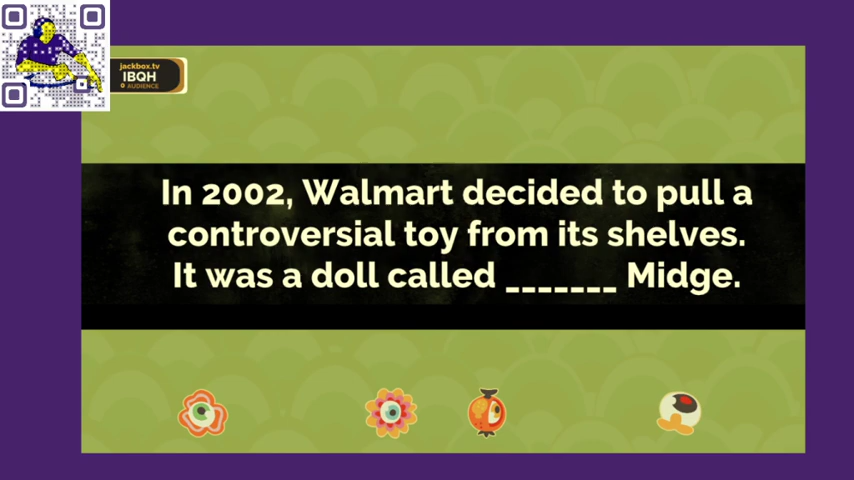 jackbox.tv
IBQH
0 AUDIENCE
In 2002, Walmart decided to pull a
controversial toy from its shelves.
It was a doll called _______ Midge.